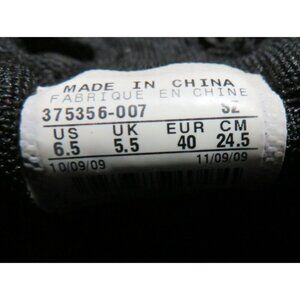 MADE IN CHINA
FABRIQUE EN CHINE
375356-007 SZ
US UK EUR CM
6.5 5.5 40 24.5
10/09/09 11/09/09